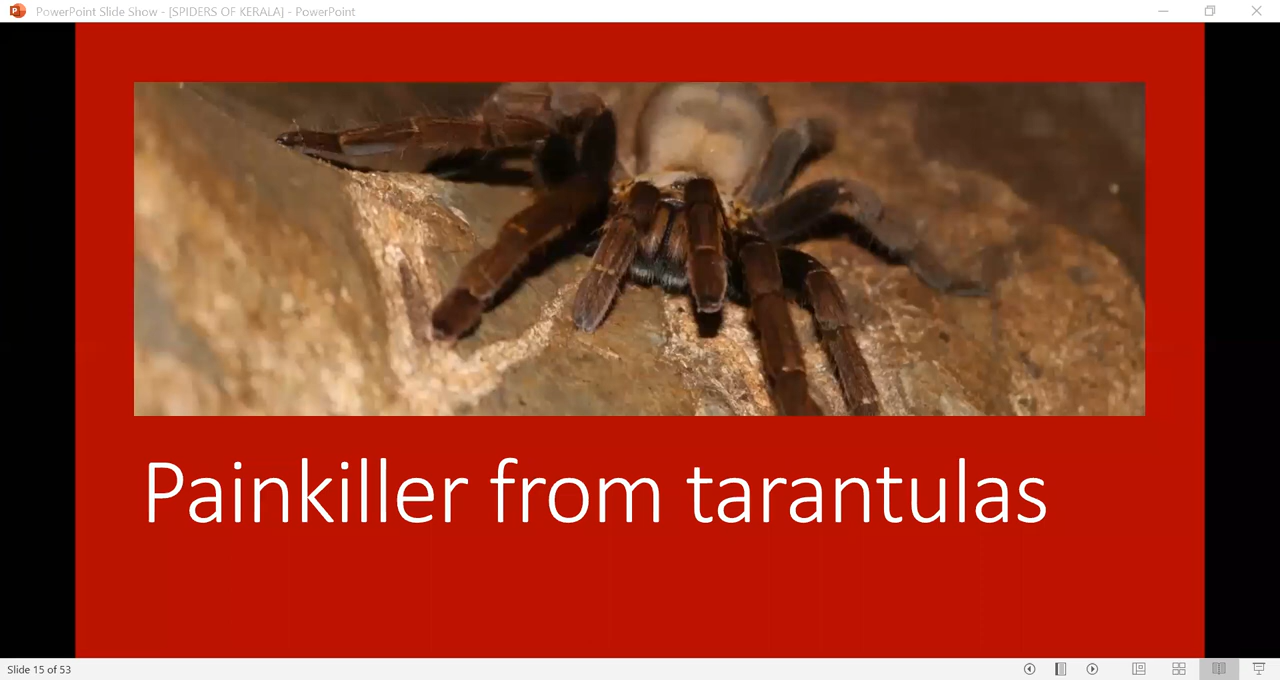 PowerPoint Slide Show - [SPIDERS OF KERALA] - PowerPoint
Painkiller from tarantulas
Slide 15 of 53